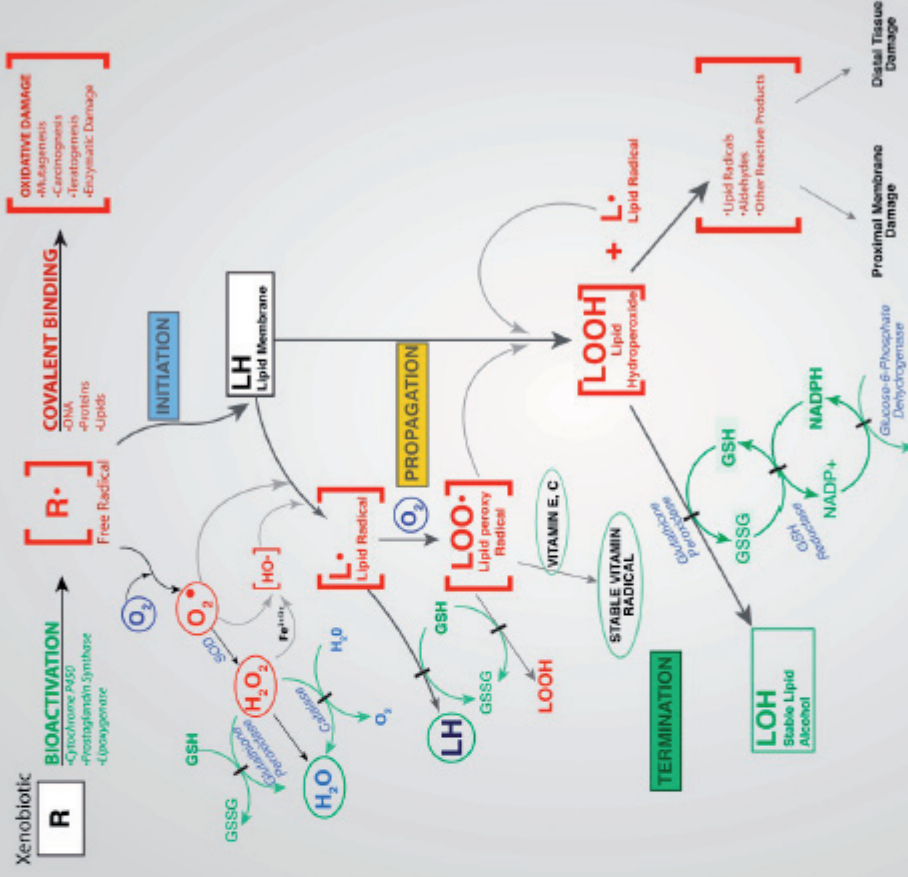 Xenobiotic
R
BIOACTIVATION
•Cytochrome P450
•Prostaglandin Synthase
•Lipoxygenase
[R•]
Free Radical
COVALENT BINDING
•DNA
•Proteins
•Lipids
OXIDATIVE DAMAGE
•Mutagenesis
•Carcinognesis
•Teratogenesis
•Enzymatic Damage
O₂
O₂•
SOD
H₂O₂
GSH
GSSG
Glutathione
Peroxidase
H₂O
Catalase
H₂O
[HO•]
INITIATION
LH
Lipid Membrane
[L•]
Lipid Radical
O₂
PROPAGATION
[LOO•]
Lipid peroxy
Radical
LH
GSH
GSSG
LOOH
VITAMIN E, C
STABLE VITAMIN
RADICAL
[LOOH]
Lipid
Hydroperoxide
+ L•
Lipid Radical
•Lipid Radicals
•Aldehydes
•Other Reactive Products
Proximal Membrane
Damage
Distal Tissue
Damage
TERMINATION
LOH
Stable Lipid
Alcohol
Peroxidase
GSSG
GSH
GSH
Reductase
NADP+
NADPH
Glucose-6-Phosphate
Dehydrogenase